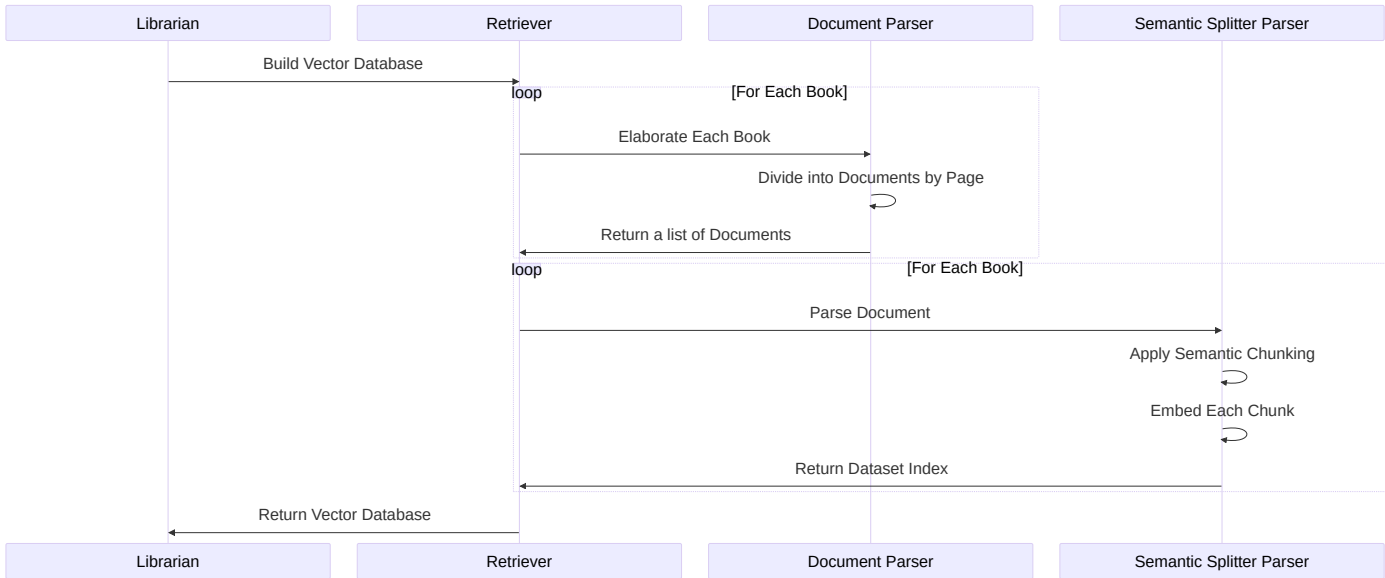 Librarian
Retriever
Document Parser
Semantic Splitter Parser
Build Vector Database
loop
[For Each Book]
Elaborate Each Book
Divide into Documents by Page
Return a list of Documents
loop
[For Each Book]
Parse Document
Apply Semantic Chunking
Embed Each Chunk
Return Dataset Index
Return Vector Database
Librarian
Retriever
Document Parser
Semantic Splitter Parser